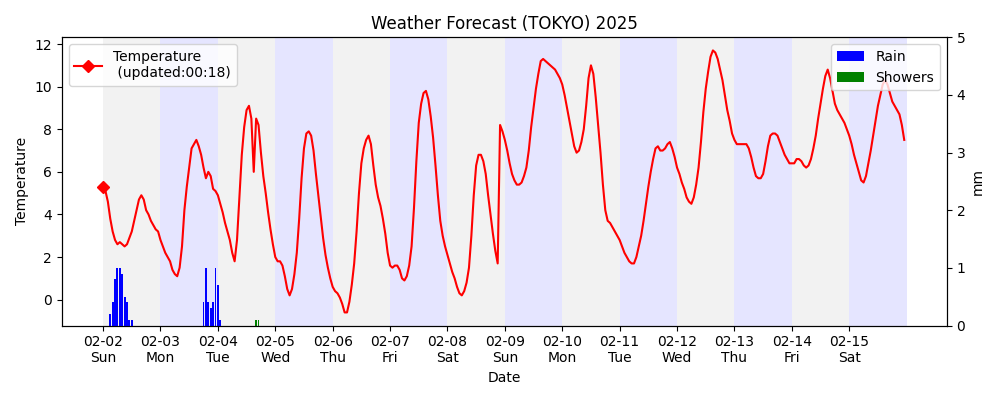 Weather Forecast (TOKYO) 2025
Temperature
(updated:00:18)
Rain
Showers
12
10
8
6
4
2
0
Temperature
5
4
3
2
1
0
mm
02-02 02-03 02-04 02-05 02-06 02-07 02-08 02-09 02-10 02-11 02-12 02-13 02-14 02-15
Sun Mon Tue Wed Thu Fri Sat Sun Mon Tue Wed Thu Fri Sat
Date